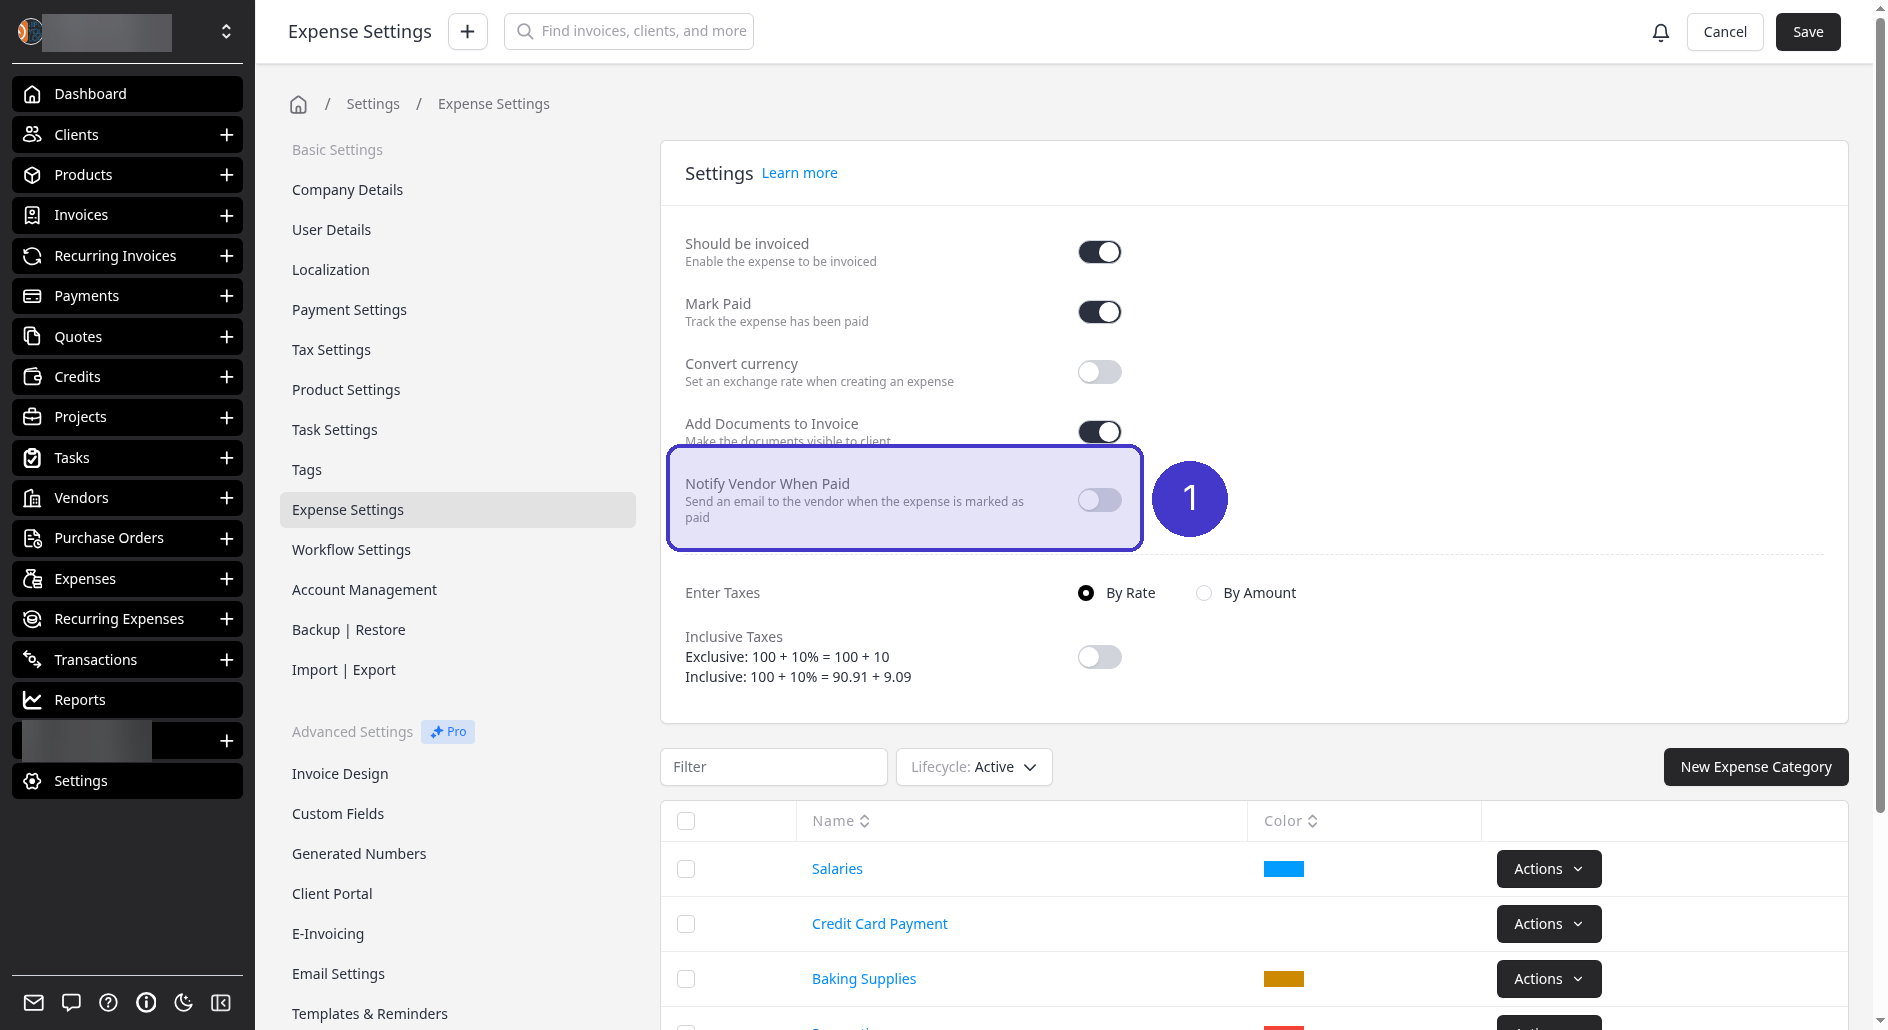 Expense Settings
Find invoices, clients, and more
Cancel
Save
Dashboard
Clients
Products
Invoices
Recurring Invoices
Payments
Quotes
Credits
Projects
Tasks
Vendors
Purchase Orders
Expenses
Recurring Expenses
Transactions
Reports
Settings
/ Settings / Expense Settings
Basic Settings
Company Details
User Details
Localization
Payment Settings
Tax Settings
Product Settings
Task Settings
Tags
Expense Settings
Workflow Settings
Account Management
Backup | Restore
Import | Export
Advanced Settings Pro
Invoice Design
Custom Fields
Generated Numbers
Client Portal
E-Invoicing
Email Settings
Templates & Reminders
Settings Learn more
Should be invoiced
Enable the expense to be invoiced
Mark Paid
Track the expense has been paid
Convert currency
Set an exchange rate when creating an expense
Add Documents to Invoice
Make the documents visible to client
Notify Vendor When Paid
Send an email to the vendor when the expense is marked as
paid
1
Enter Taxes
By Rate
By Amount
Inclusive Taxes
Exclusive: 100 + 10% = 100 + 10
Inclusive: 100 + 10% = 90.91 + 9.09
Filter
Lifecycle: Active
New Expense Category
Name
Color
Salaries
Actions
Credit Card Payment
Actions
Baking Supplies
Actions